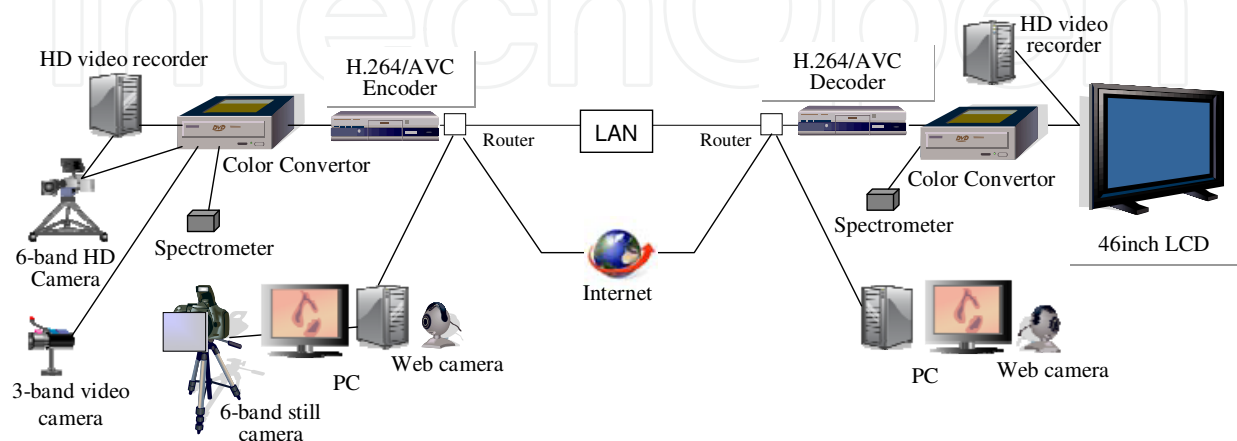 IntechOpen
HD video recorder
H.264/AVC
Encoder
Color Convertor
Router
LAN
Router
H.264/AVC
Decoder
HD video
recorder
Color Convertor
Spectrometer
46inch LCD
6-band HD
Camera
Spectrometer
3-band video
camera
6-band still
camera
PC
Web camera
Internet
PC
Web camera